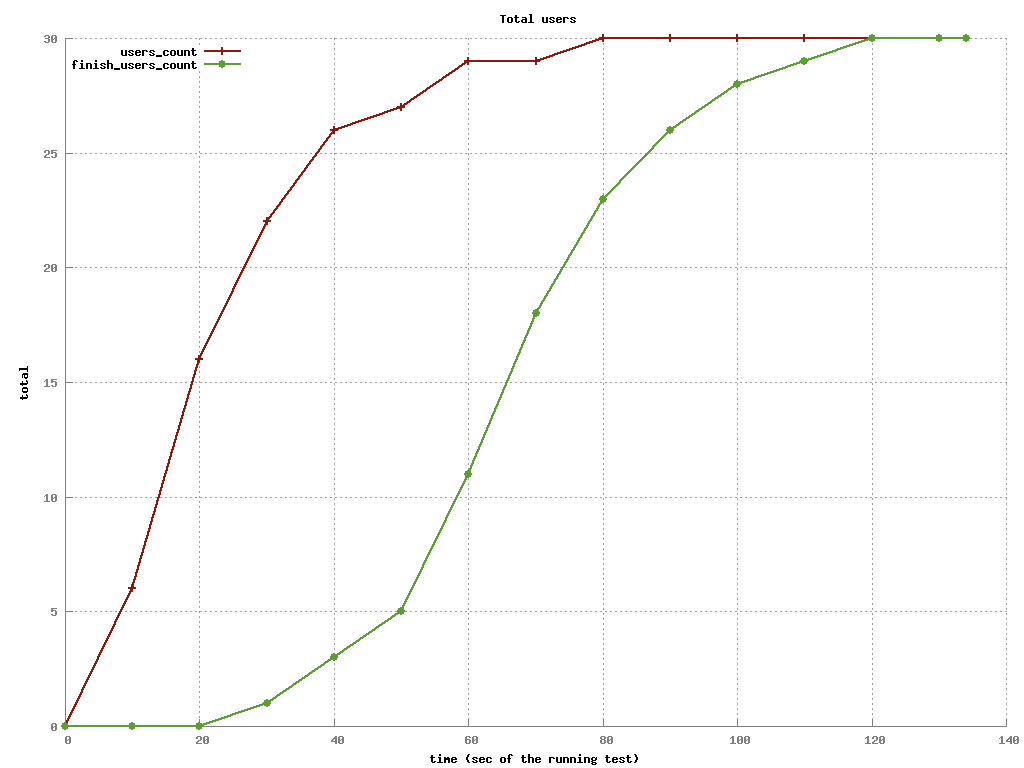 Total users
users_count
finish_users_count
30
25
20
15
10
5
0
total
0 20 40 60 80 100 120 140
time (sec of the running test)